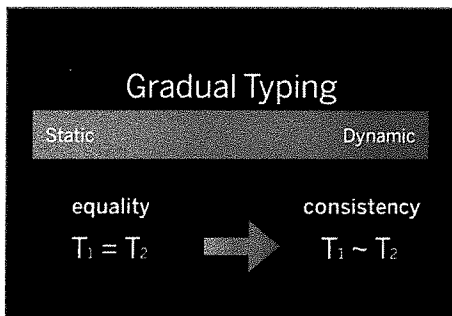 Gradual Typing
Static Dynamic
equality consistency
T₁ = T₂ T₁ ~ T₂